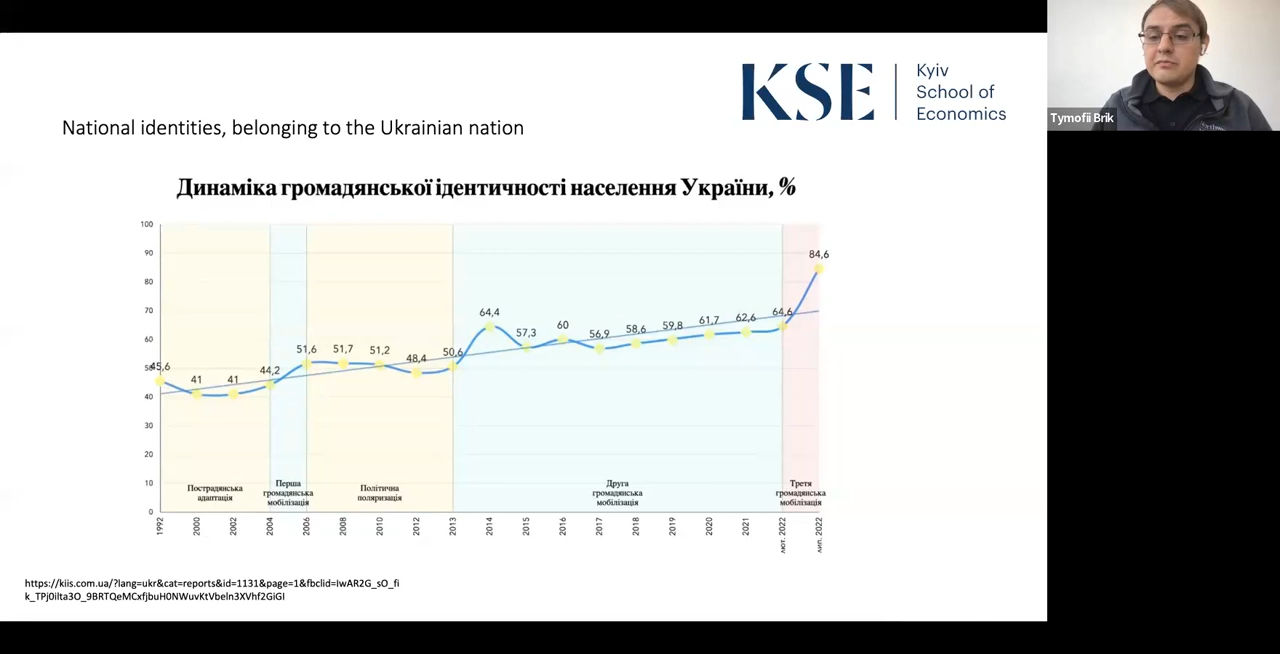 KSE
Kyiv
School of
Economics
Tymofii Brik
National identities, belonging to the Ukrainian nation
Динаміка громадянської ідентичності населення України, %
100
90
80
70
60
50
40
30
20
10
0
45,6
41
41
44,2
51,6
51,7
51,2
48,4
50,6
64,4
57,3
60
56,9
58,6
59,8
61,7
62,6
64,6
84,6
Пострадянська
адаптація
Перша
громадянська
мобілізація
Політична
поляризація
Друга
громадянська
мобілізація
Третя
громадянська
мобілізація
1992
2000
2002
2004
2006
2008
2010
2012
2013
2014
2015
2016
2017
2018
2019
2020
2021
лют. 2022
лип. 2022
https://kiis.com.ua/?lang=ukr&cat=reports&id=1131&page=1&fbclid=IwAR2G_sO_fi
k_TPj0ilta3O_9BRTQeMCxfjbuH0NWuvKtVbeln3XVhf2GiGI